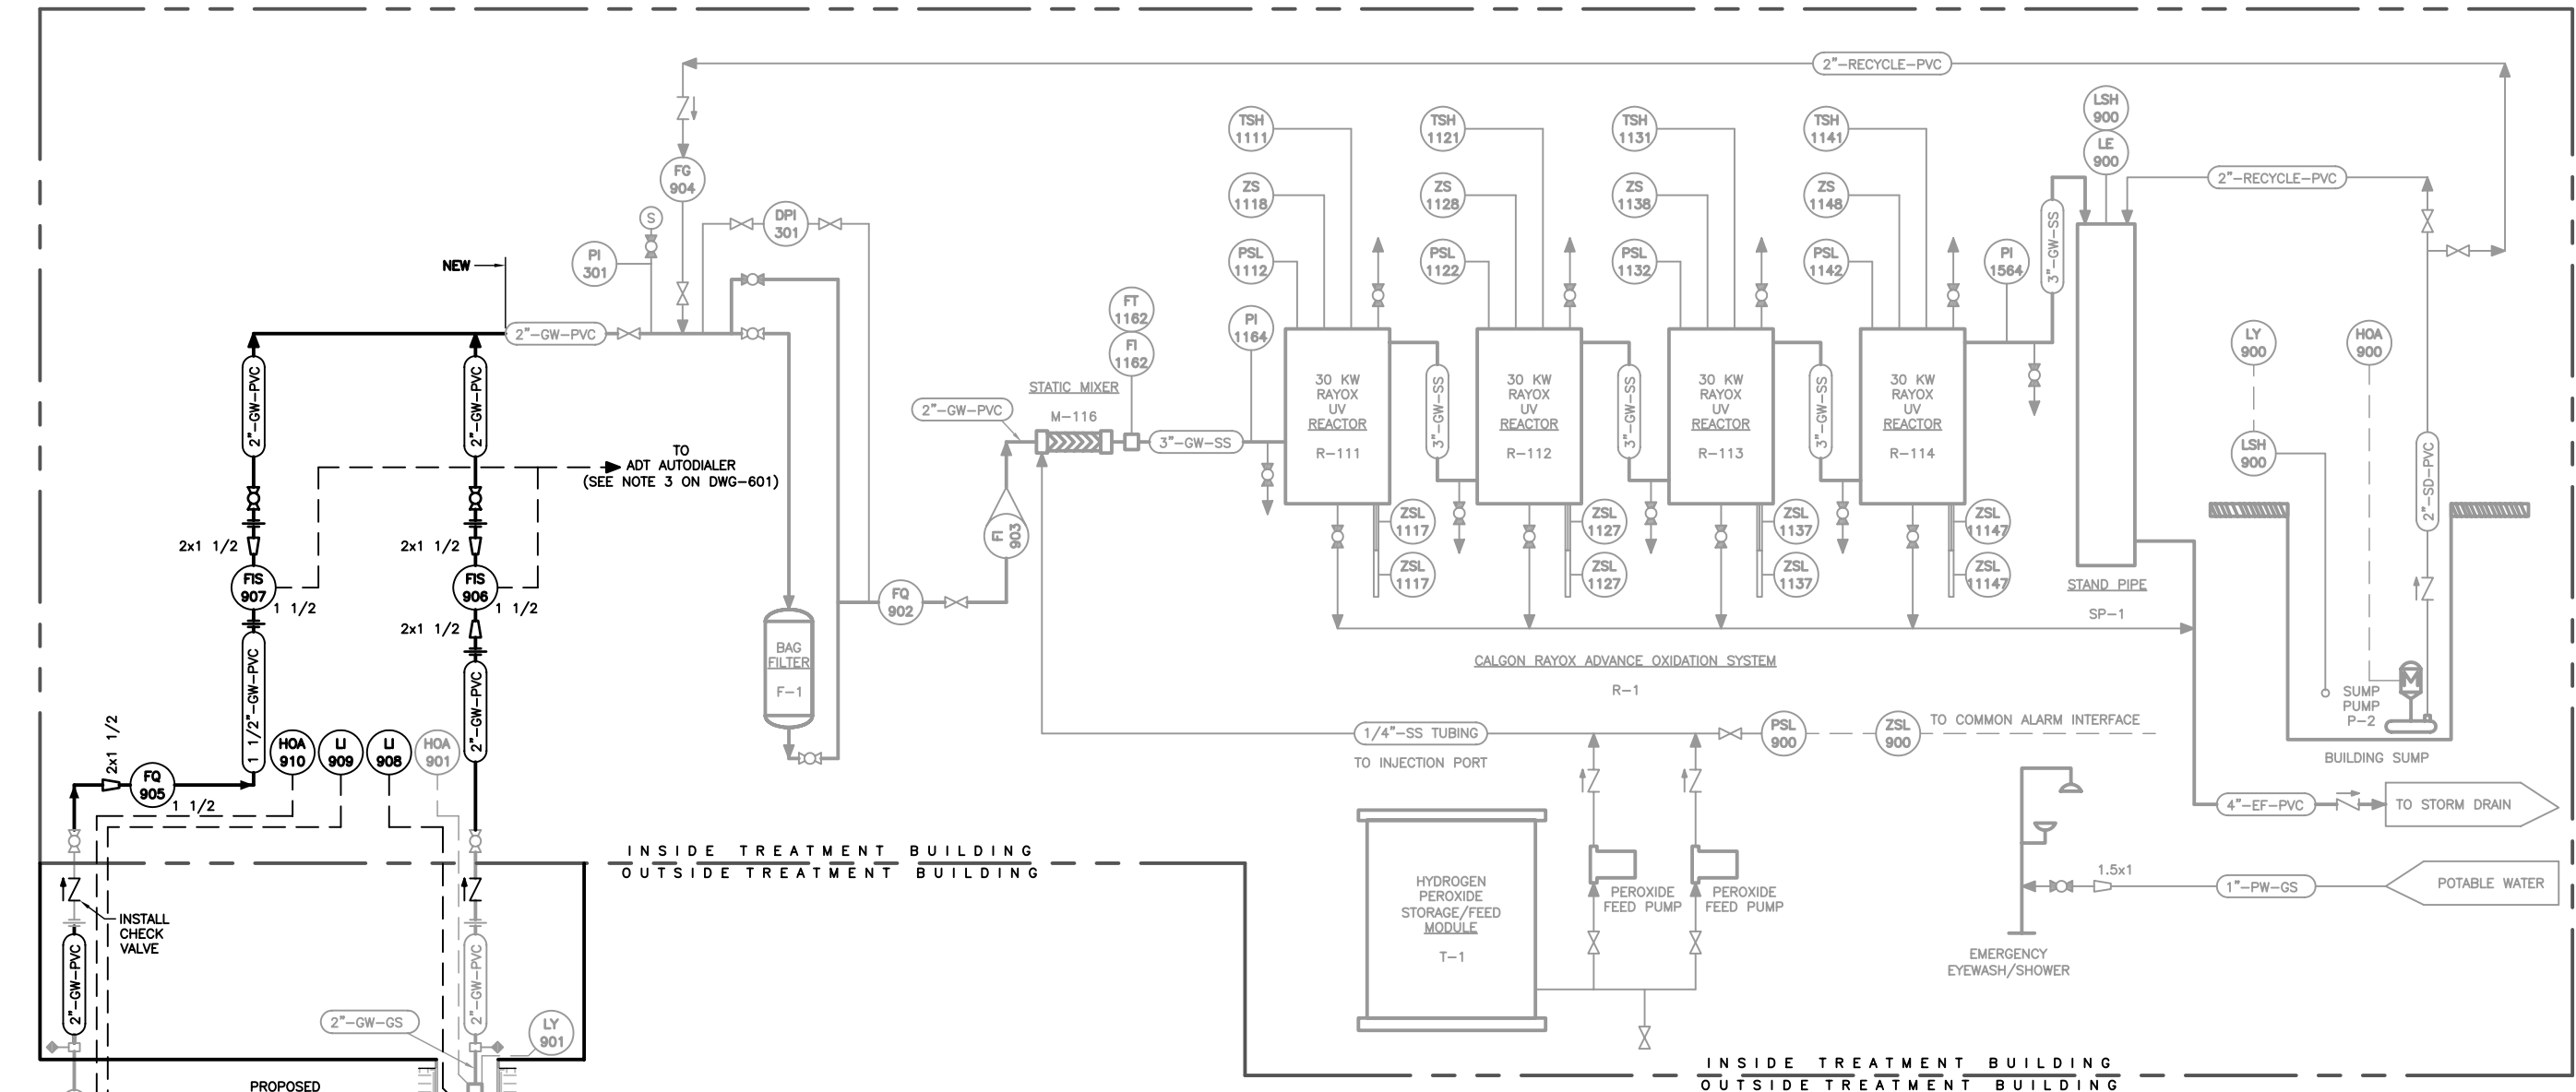 2"-RECYCLE-PVC
LSH
900
LE
900
TSH
1111
TSH
1121
TSH
1131
TSH
1141
FG
904
2"-RECYCLE-PVC
ZS
1118
ZS
1128
ZS
1138
ZS
1148
S
DPI
301
3"-GW-SS
PI
301
NEW
PSL
1112
PSL
1122
PSL
1132
PSL
1142
PI
1564
FT
1162
FI
1162
PI
1164
2"-GW-PVC
LY
900
HOA
900
2"-GW-PVC
2"-GW-PVC
STATIC MIXER
M-116
2"-GW-PVC
3"-GW-SS
30 KW
RAYOX
UV
REACTOR
R-111
3"-GW-SS
30 KW
RAYOX
UV
REACTOR
R-112
3"-GW-SS
30 KW
RAYOX
UV
REACTOR
R-113
3"-GW-SS
30 KW
RAYOX
UV
REACTOR
R-114
LSH
900
2"-SD-PVC
TO
ADT AUTODIALER
(SEE NOTE 3 ON DWG-601)
2x1 1/2
2x1 1/2
FI
903
ZSL
1117
ZSL
1127
ZSL
1137
ZSL
1147
FIS
907
1 1/2
FIS
906
1 1/2
ZSL
1117
ZSL
1127
ZSL
1137
ZSL
1147
STAND PIPE
SP-1
FQ
902
2x1 1/2
BAG
FILTER
F-1
CALGON RAYOX ADVANCE OXIDATION SYSTEM
R-1
1 1/2"-GW-PVC
2"-GW-PVC
SUMP
PUMP
P-2
M
BUILDING SUMP
2x1 1/2
HOA
910
LI
909
LI
908
HOA
901
1/4"-SS TUBING
TO INJECTION PORT
PSL
900
ZSL
900
TO COMMON ALARM INTERFACE
FQ
905
1 1/2
4"-EF-PVC
TO STORM DRAIN
INSIDE TREATMENT BUILDING
OUTSIDE TREATMENT BUILDING
HYDROGEN
PEROXIDE
STORAGE/FEED
MODULE
T-1
PEROXIDE
FEED PUMP
PEROXIDE
FEED PUMP
1.5x1
1"-PW-GS
POTABLE WATER
INSTALL
CHECK
VALVE
2"-GW-PVC
2"-GW-PVC
EMERGENCY
EYEWASH/SHOWER
2"-GW-GS
LY
901
INSIDE TREATMENT BUILDING
OUTSIDE TREATMENT BUILDING
PROPOSED